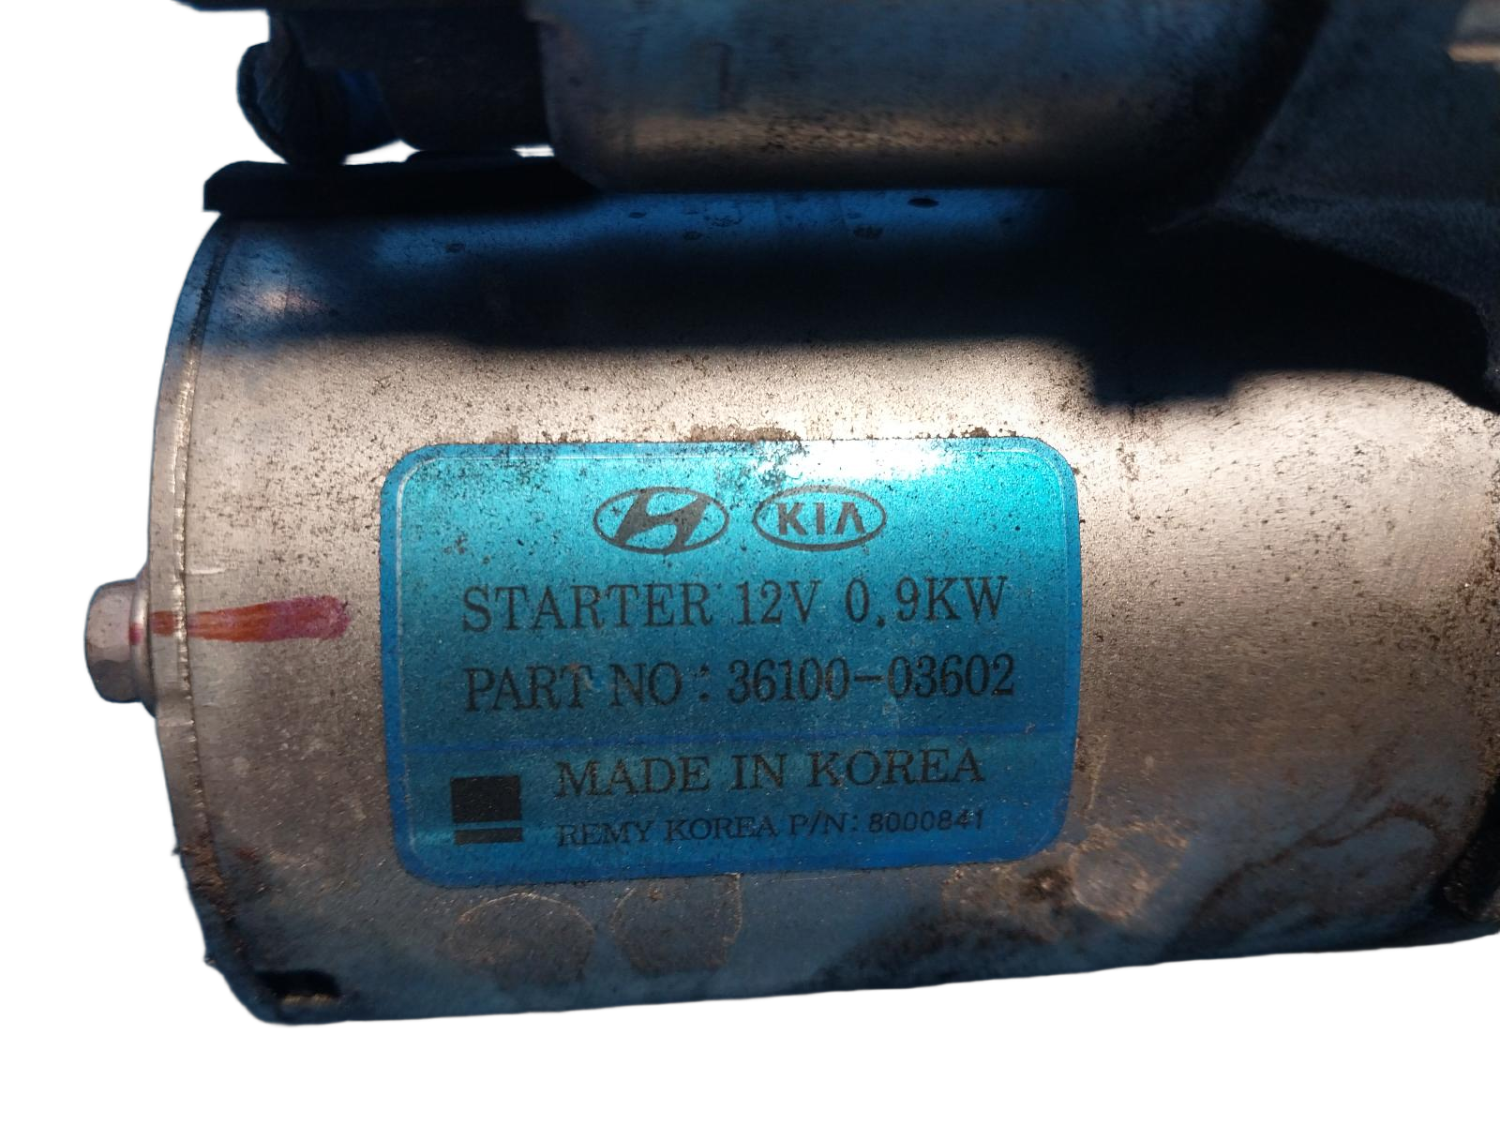 KIA
STARTER 12V 0.9KW
PART NO : 36100-03602
MADE IN KOREA
REMY KOREA P/N: 8000841